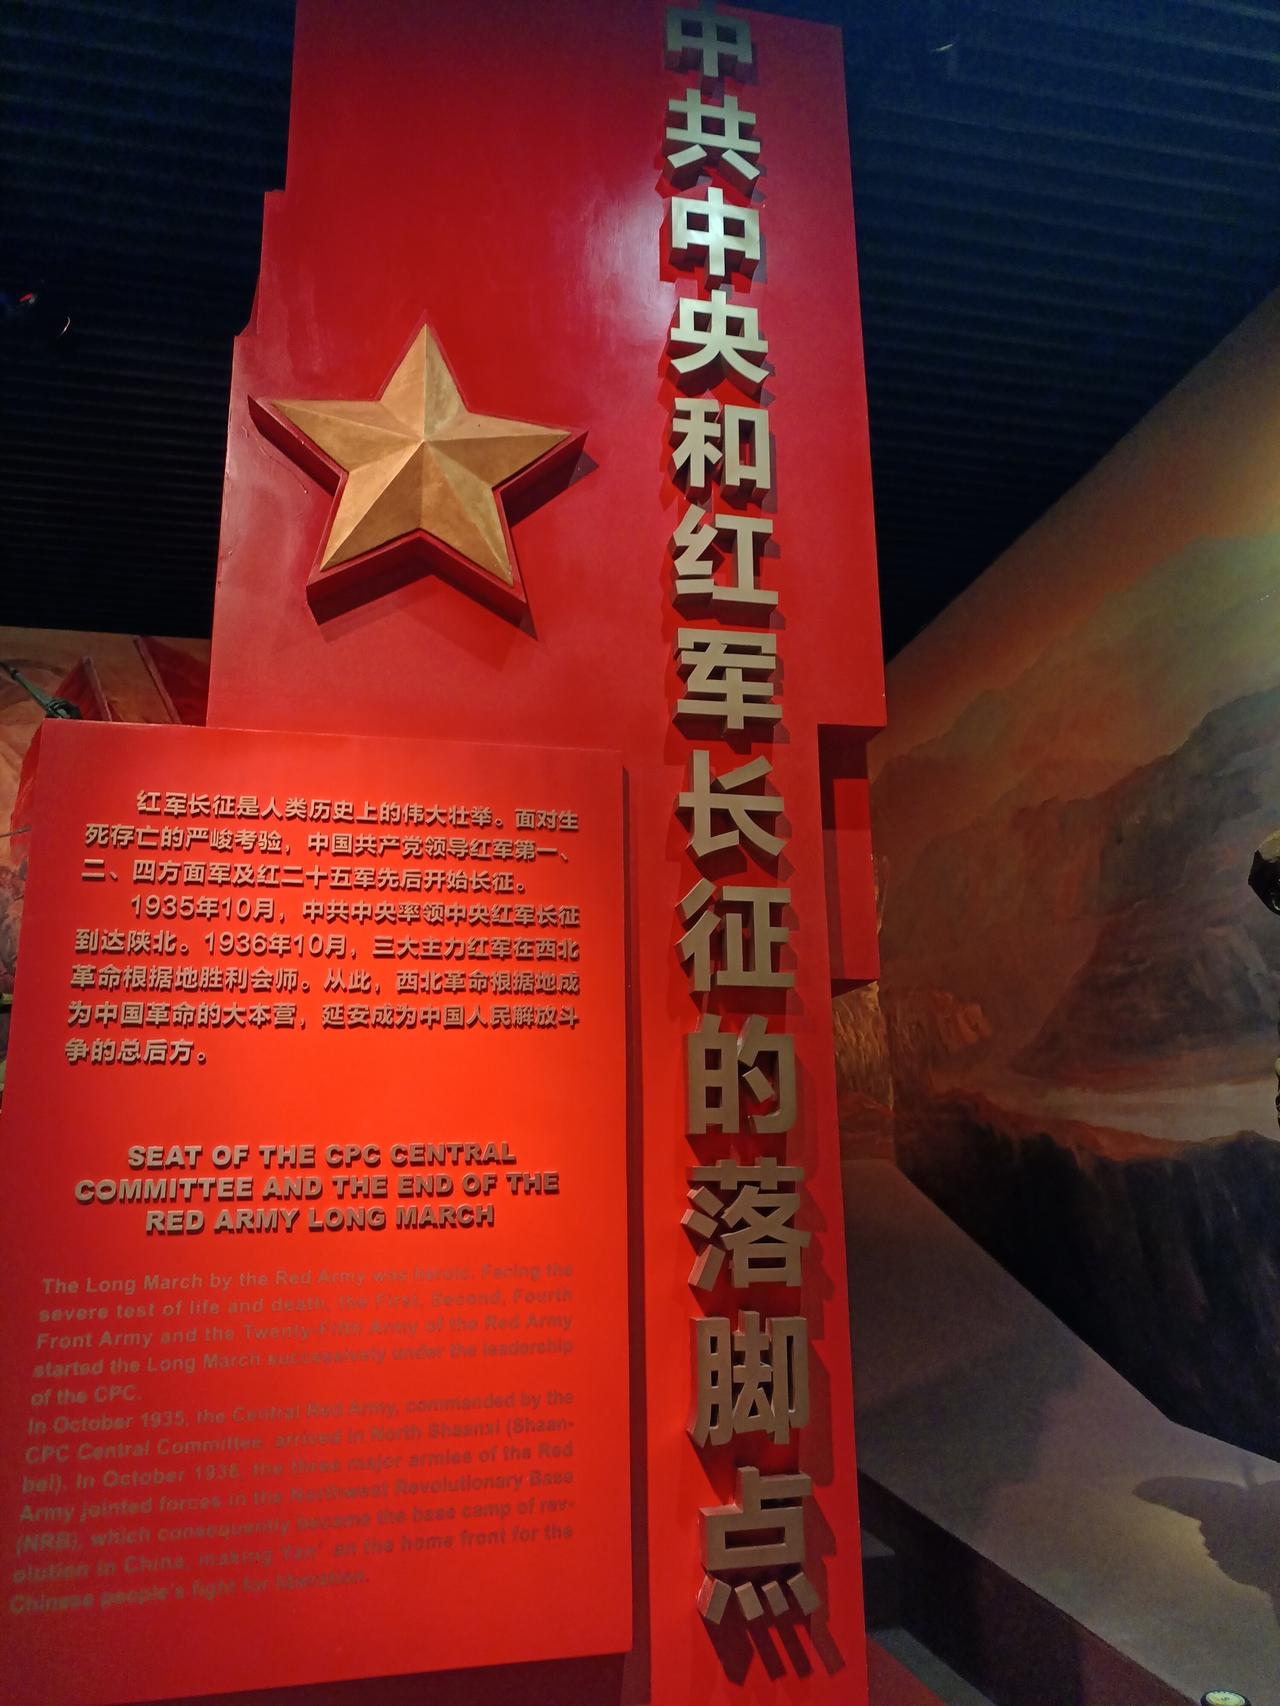 中共中央和红军长征的落脚点
红军长征是人类历史上的伟大壮举。面对生
死存亡的严峻考验，中国共产党领导红军第一、
二、四方面军及红二十五军先后开始长征。
1935年10月，中共中央率领中央红军长征
到达陕北。1936年10月，三大主力红军在西北
革命根据地胜利会师。从此，西北革命根据地成
为中国革命的大本营，延安成为中国人民解放斗
争的总后方。
SEAT OF THE CPC CENTRAL
COMMITTEE AND THE END OF THE
RED ARMY LONG MARCH
The Long March by the Red Army was heroic. Facing the
severe test of life and death, the First, Second, Fourth
Front Army and the Twenty-Fifth Army of the Red Army
started the Long March successively under the leadership
of the CPC.
In October 1935, the Central Red Army, commanded by the
CPC Central Committee, arrived in North Shaanxi (Shaan-
bei). In October 1936, the three major armies of the Red
Army jointed forces in the Northwest Revolutionary Base
(NRB), which consequently became the base camp of rev-
olution in China, making Yan' an the home front for the
Chinese people's fight for liberation.